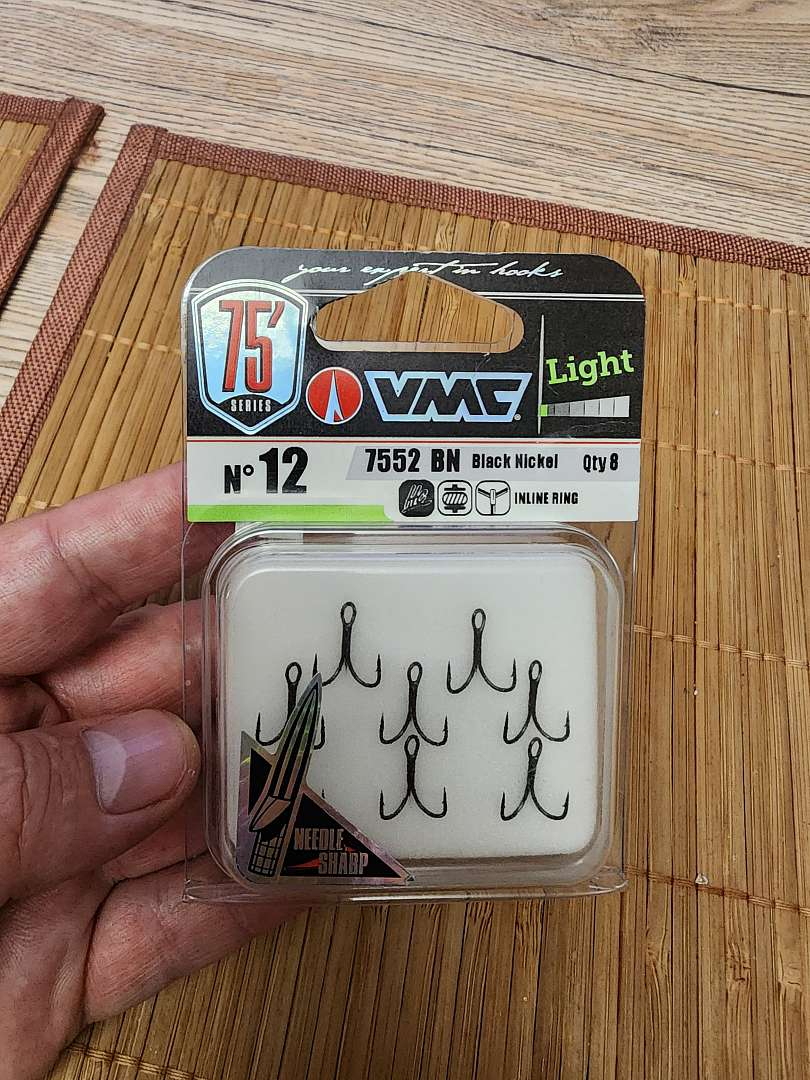 your expert in hooks
75'
SERIES
VMC®
Light
N° 12
7552 BN Black Nickel Qty 8
INLINE RING
NEEDLE
SHARP